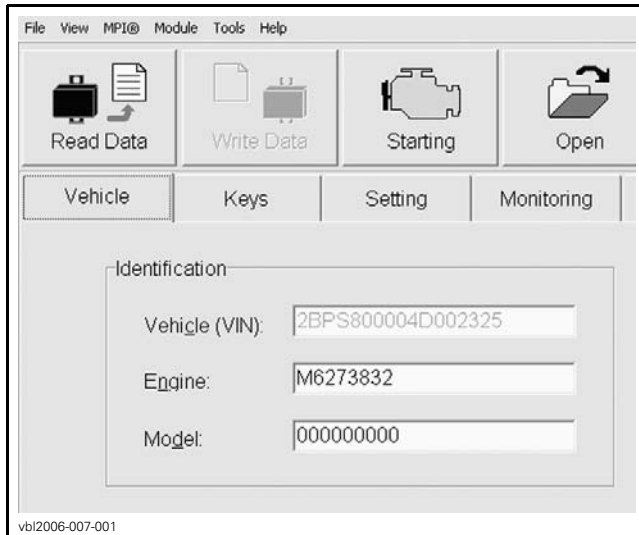 File View MPI® Module Tools Help
Read Data Write Data Starting Open
Vehicle Keys Setting Monitoring
Identification
Vehicle (VIN): 2BPS800004D002325
Engine: M6273832
Model: 000000000
vbl2006-007-001